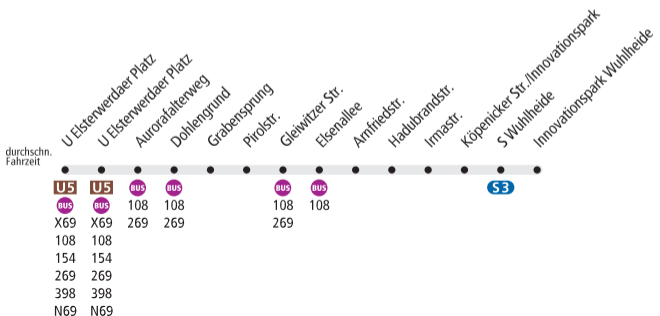 U Elsterwerdaer Platz
U Elsterwerdaer Platz
Aurorafalterweg
Dohlengrund
Grabensprung
Pirolstr.
Gleiwitzer Str.
Elsenallee
Arnfriedstr.
Hadubrandstr.
Irmastr.
Köpenicker Str./Innovationspark
S Wuhlheide
Innovationspark Wuhlheide
durchschn.
Fahrzeit
U5 U5 BUS BUS BUS BUS S3
BUS BUS 108 108 108 108
X69 X69 269 269 269
108 108
154 154
269 269
398 398
N69 N69